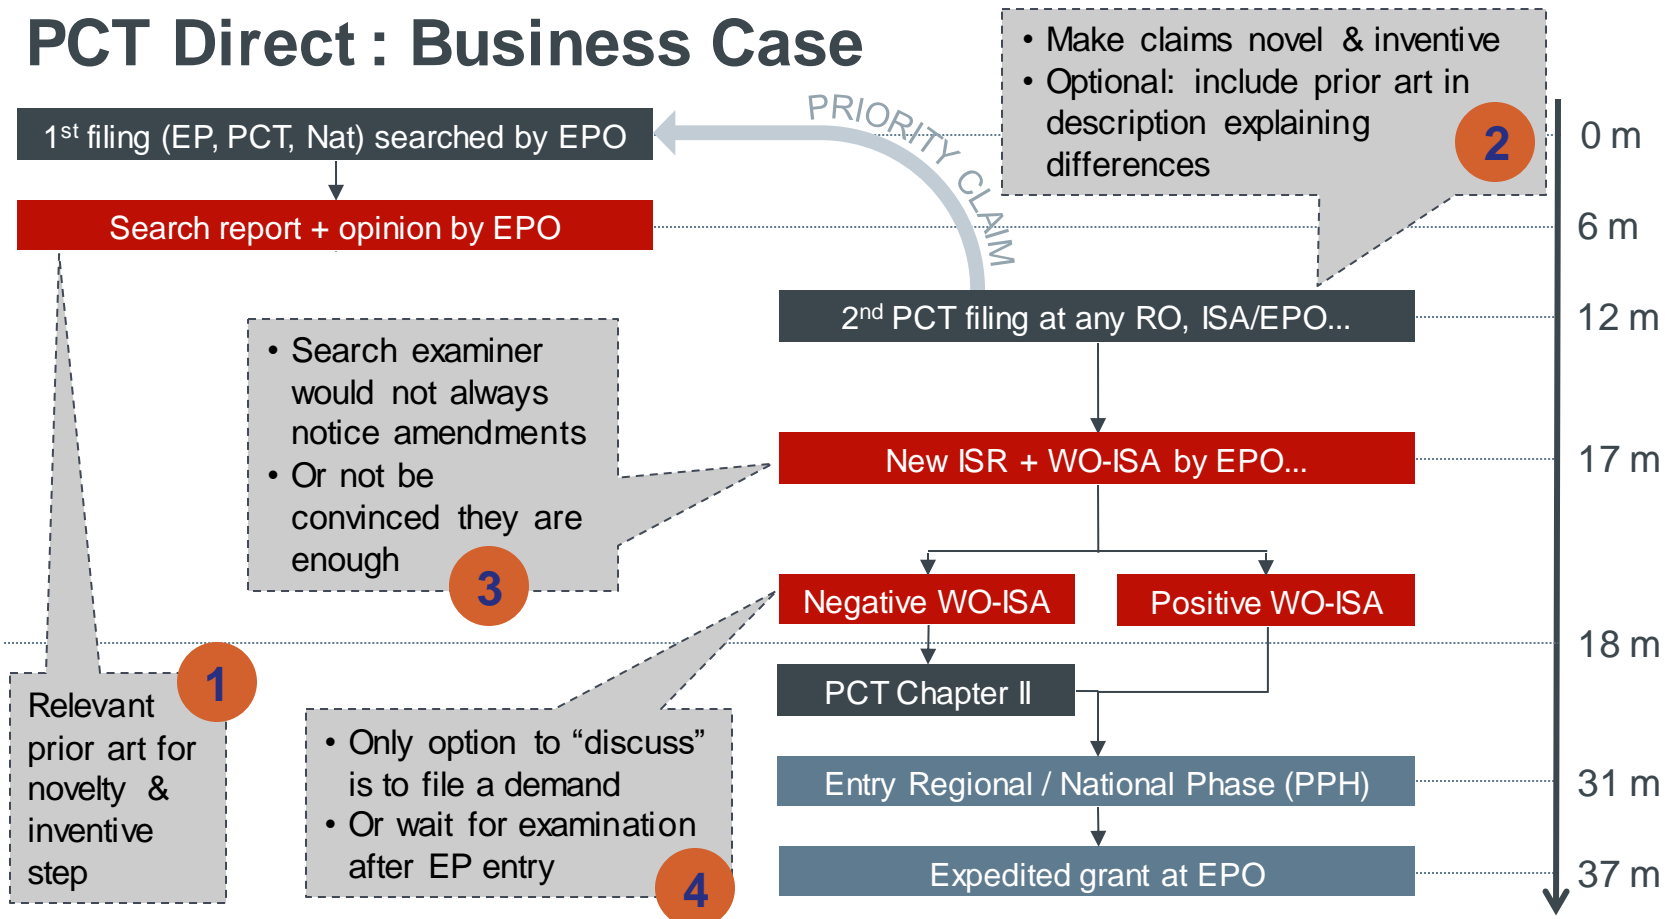 PCT Direct : Business Case
• Make claims novel & inventive
• Optional: include prior art in
description explaining
differences
2
PRIORITY CLAIM
1st filing (EP, PCT, Nat) searched by EPO
0 m
Search report + opinion by EPO
6 m
2nd PCT filing at any RO, ISA/EPO...
12 m
• Search examiner
would not always
notice amendments
• Or not be
convinced they are
enough
3
New ISR + WO-ISA by EPO...
17 m
Negative WO-ISA
Positive WO-ISA
18 m
1
Relevant
prior art for
novelty &
inventive
step
PCT Chapter II
• Only option to “discuss”
is to file a demand
• Or wait for examination
after EP entry
4
Entry Regional / National Phase (PPH)
31 m
Expedited grant at EPO
37 m